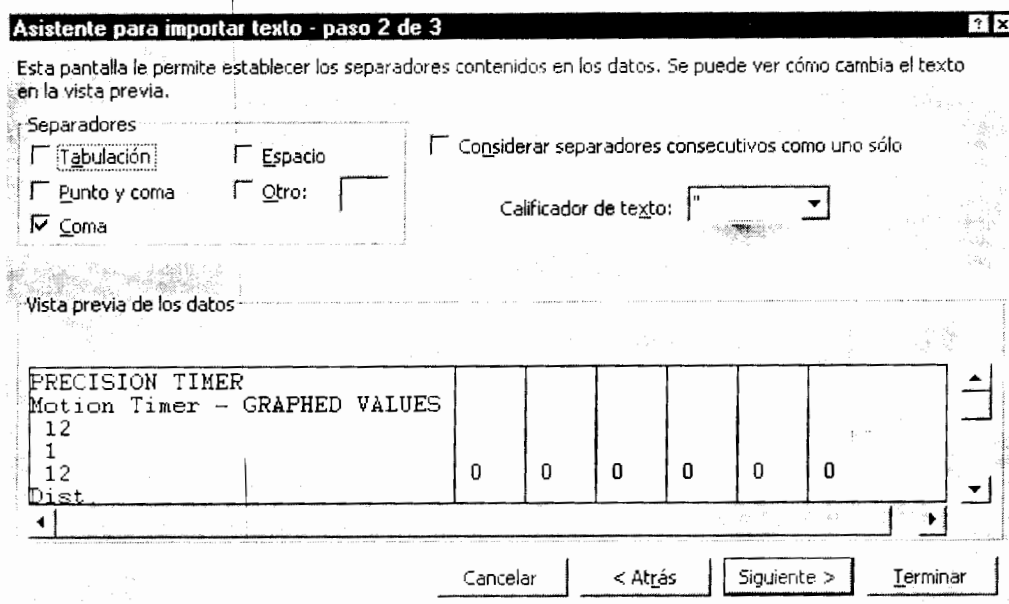 Asistente para importar texto - paso 2 de 3
Esta pantalla le permite establecer los separadores contenidos en los datos. Se puede ver cómo cambia el texto
en la vista previa.
Separadores
Tabulación
Espacio
Considerar separadores consecutivos como uno sólo
Punto y coma
Otro:
Calificador de texto: "
Coma
Vista previa de los datos
PRECISION TIMER
Motion Timer - GRAPHED VALUES
12
1
12 0 0 0 0 0 0
Dist
Cancelar
< Atrás
Siguiente >
Terminar